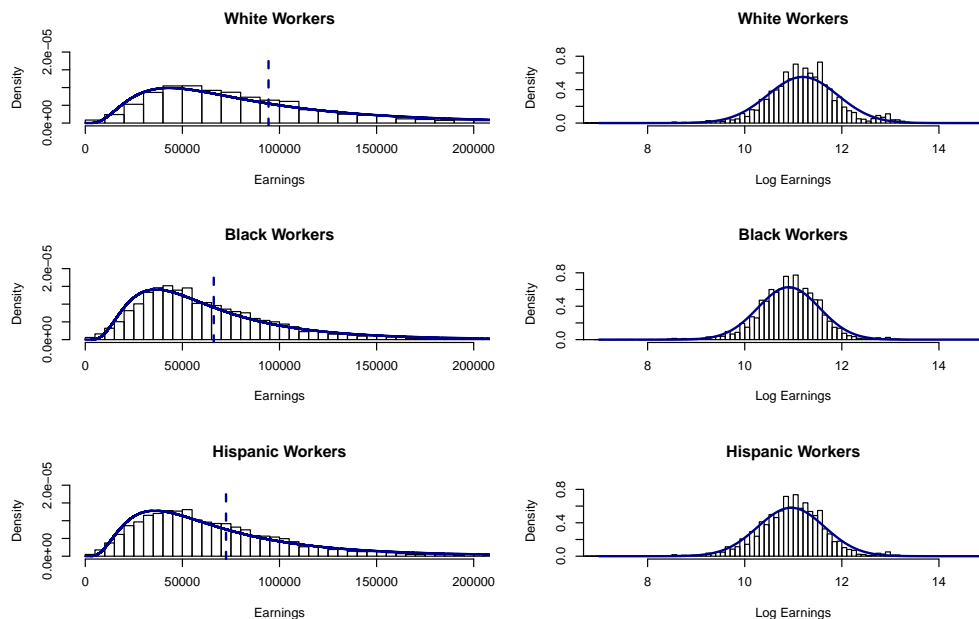 White Workers
Density
0.0e+00 2.0e-05
0 50000 100000 150000 200000
Earnings
White Workers
Density
0.0 0.4 0.8
8 10 12 14
Log Earnings
Black Workers
Density
0.0e+00 2.0e-05
0 50000 100000 150000 200000
Earnings
Black Workers
Density
0.0 0.4 0.8
8 10 12 14
Log Earnings
Hispanic Workers
Density
0.0e+00 2.0e-05
0 50000 100000 150000 200000
Earnings
Hispanic Workers
Density
0.0 0.4 0.8
8 10 12 14
Log Earnings